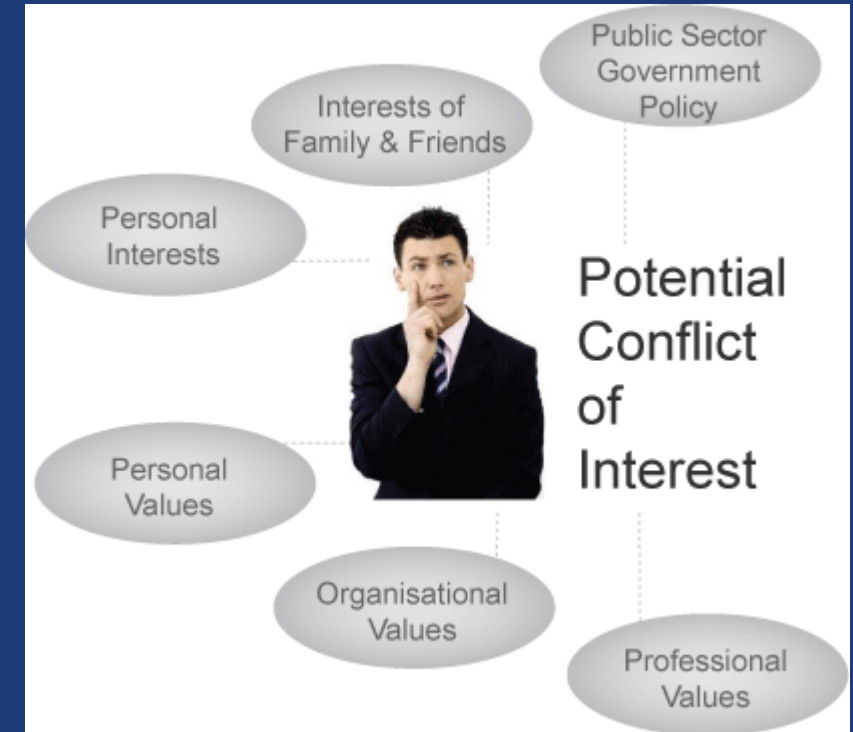 Public Sector
Government
Policy
Interests of
Family & Friends
Personal
Interests
Potential
Conflict
of
Interest
Personal
Values
Organisational
Values
Professional
Values